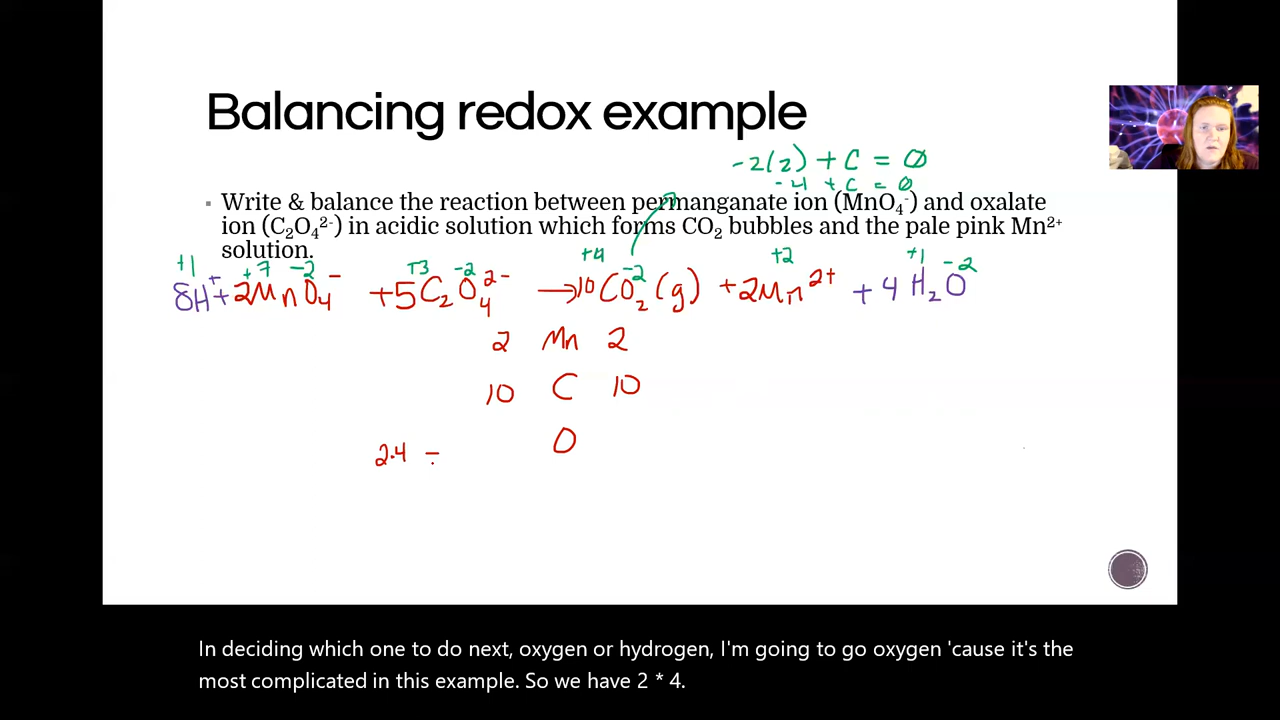 Balancing redox example
-2(2) + C = 0
-4 + C = 0
▪ Write & balance the reaction between permanganate ion (MnO₄⁻) and oxalate
ion (C₂O₄²⁻) in acidic solution which forms CO₂ bubbles and the pale pink Mn²⁺
solution.
+1 +7 -2 +3 -2 +4 -2 +2 +1 -2
8H⁺ + 2MnO₄⁻ + 5C₂O₄²⁻ → 10CO₂(g) + 2Mn²⁺ + 4H₂O
2 Mn 2
10 C 10
O
2·4
In deciding which one to do next, oxygen or hydrogen, I'm going to go oxygen 'cause it's the
most complicated in this example. So we have 2 * 4.